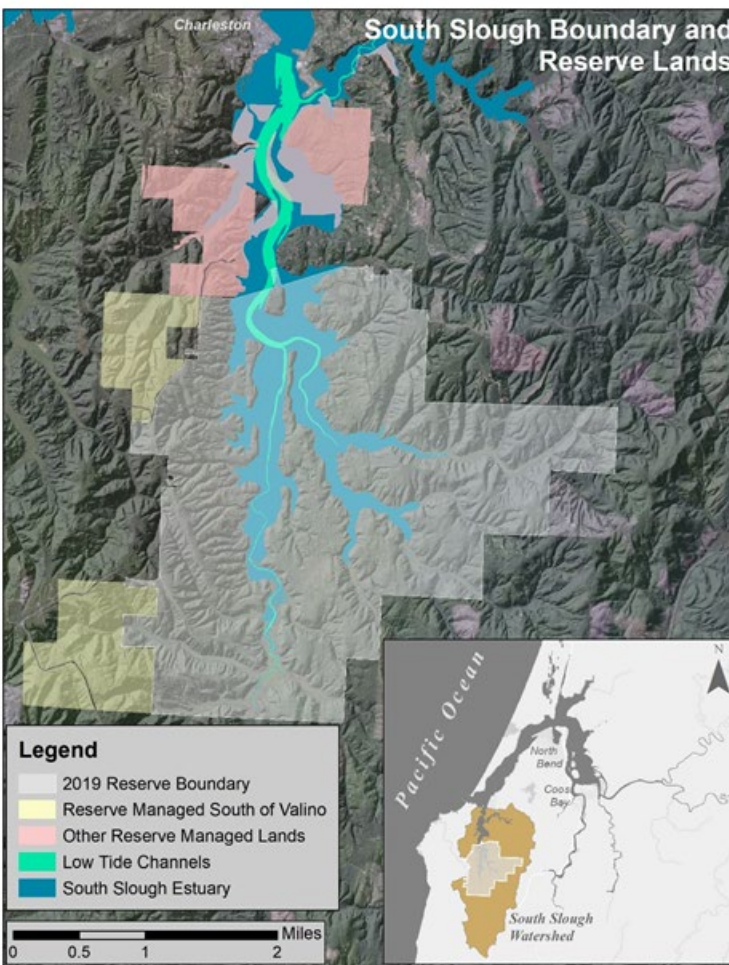 Charleston
South Slough Boundary and
Reserve Lands
Legend
2019 Reserve Boundary
Reserve Managed South of Valino
Other Reserve Managed Lands
Low Tide Channels
South Slough Estuary
Miles
0 0.5 1 2
N
Pacific Ocean
North
Bend
Coos
Bay
South Slough
Watershed